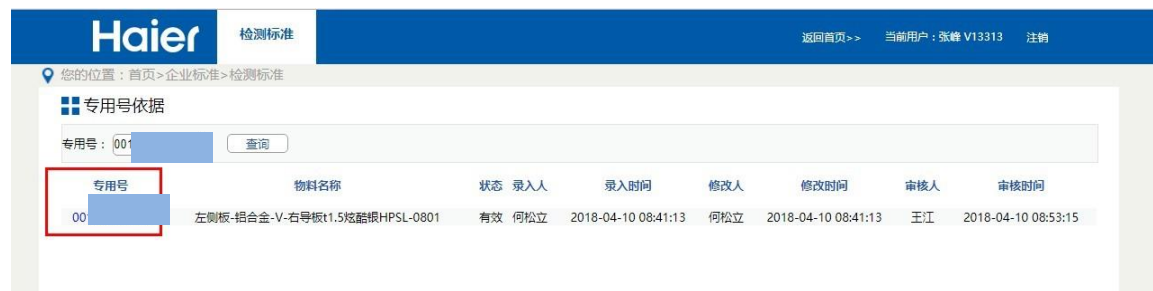 Haier 检测标准 返回首页>> 当前用户：张峰 V13313 注销
您的位置：首页>企业标准>检测标准
专用号依据
专用号： 001 查询
专用号 物料名称 状态 录入人 录入时间 修改人 修改时间 审核人 审核时间
00 左侧板-铝合金-V-右导板t1.5炫酷银HPSL-0801 有效 何松立 2018-04-10 08:41:13 何松立 2018-04-10 08:41:13 王江 2018-04-10 08:53:15